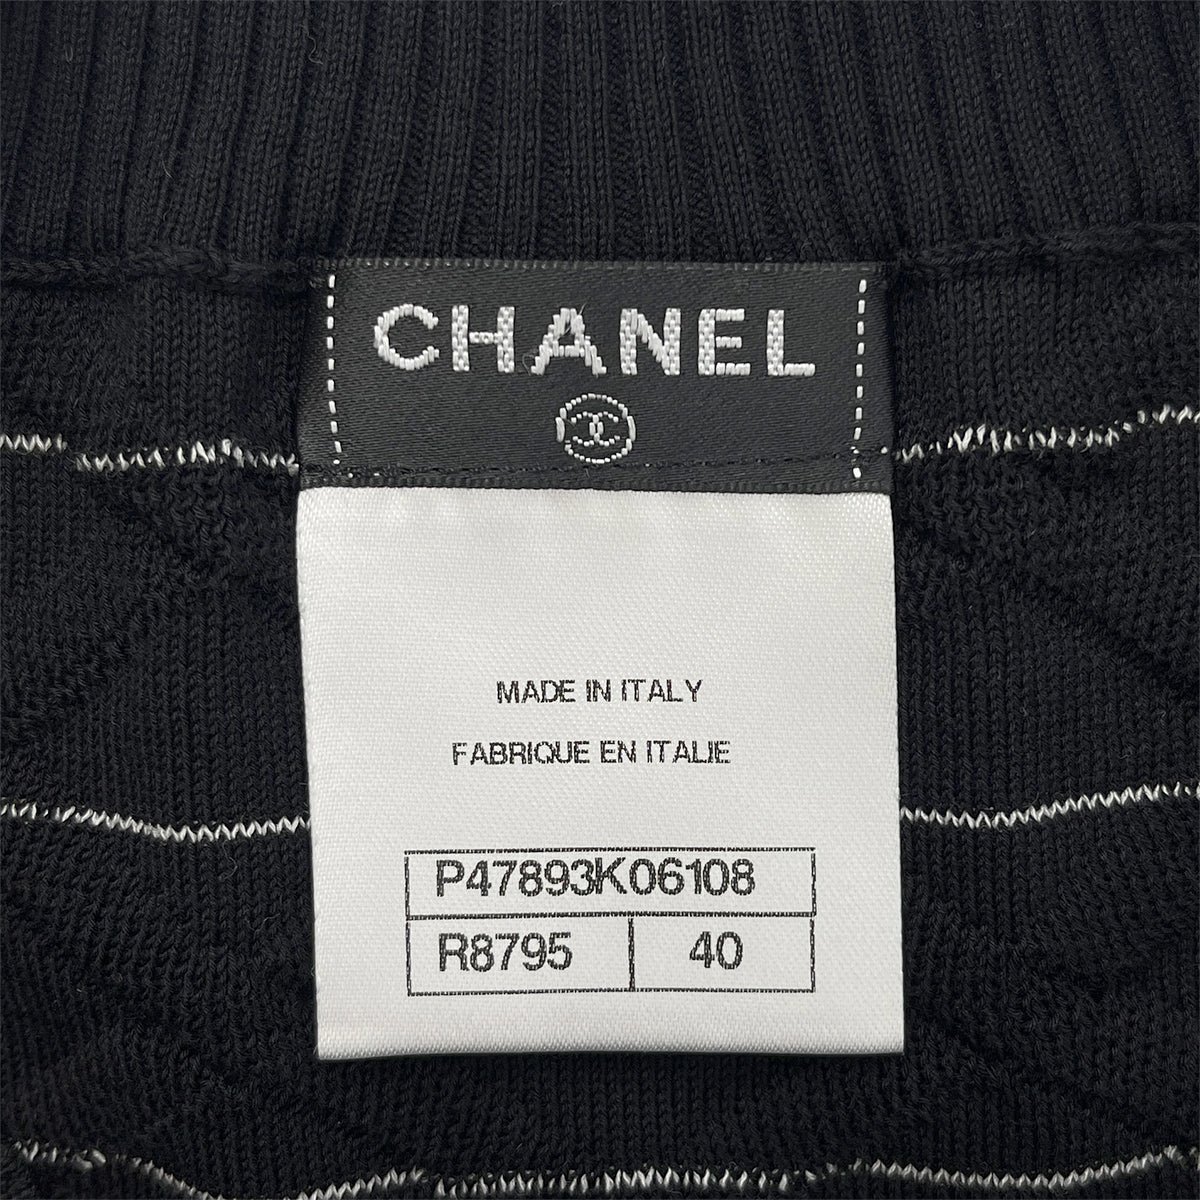 CHANEL
MADE IN ITALY
FABRIQUE EN ITALIE
P47893K06108
R8795 40